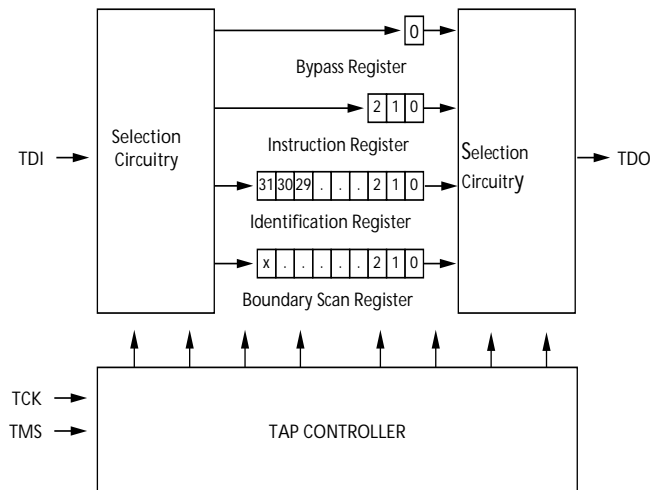 0
Bypass Register
2 1 0
Selection
Circuitry
Instruction Register
Selection
Circuitry
TDI
TDO
31 30 29 . . . 2 1 0
Identification Register
x . . . . . 2 1 0
Boundary Scan Register
TCK
TMS
TAP CONTROLLER